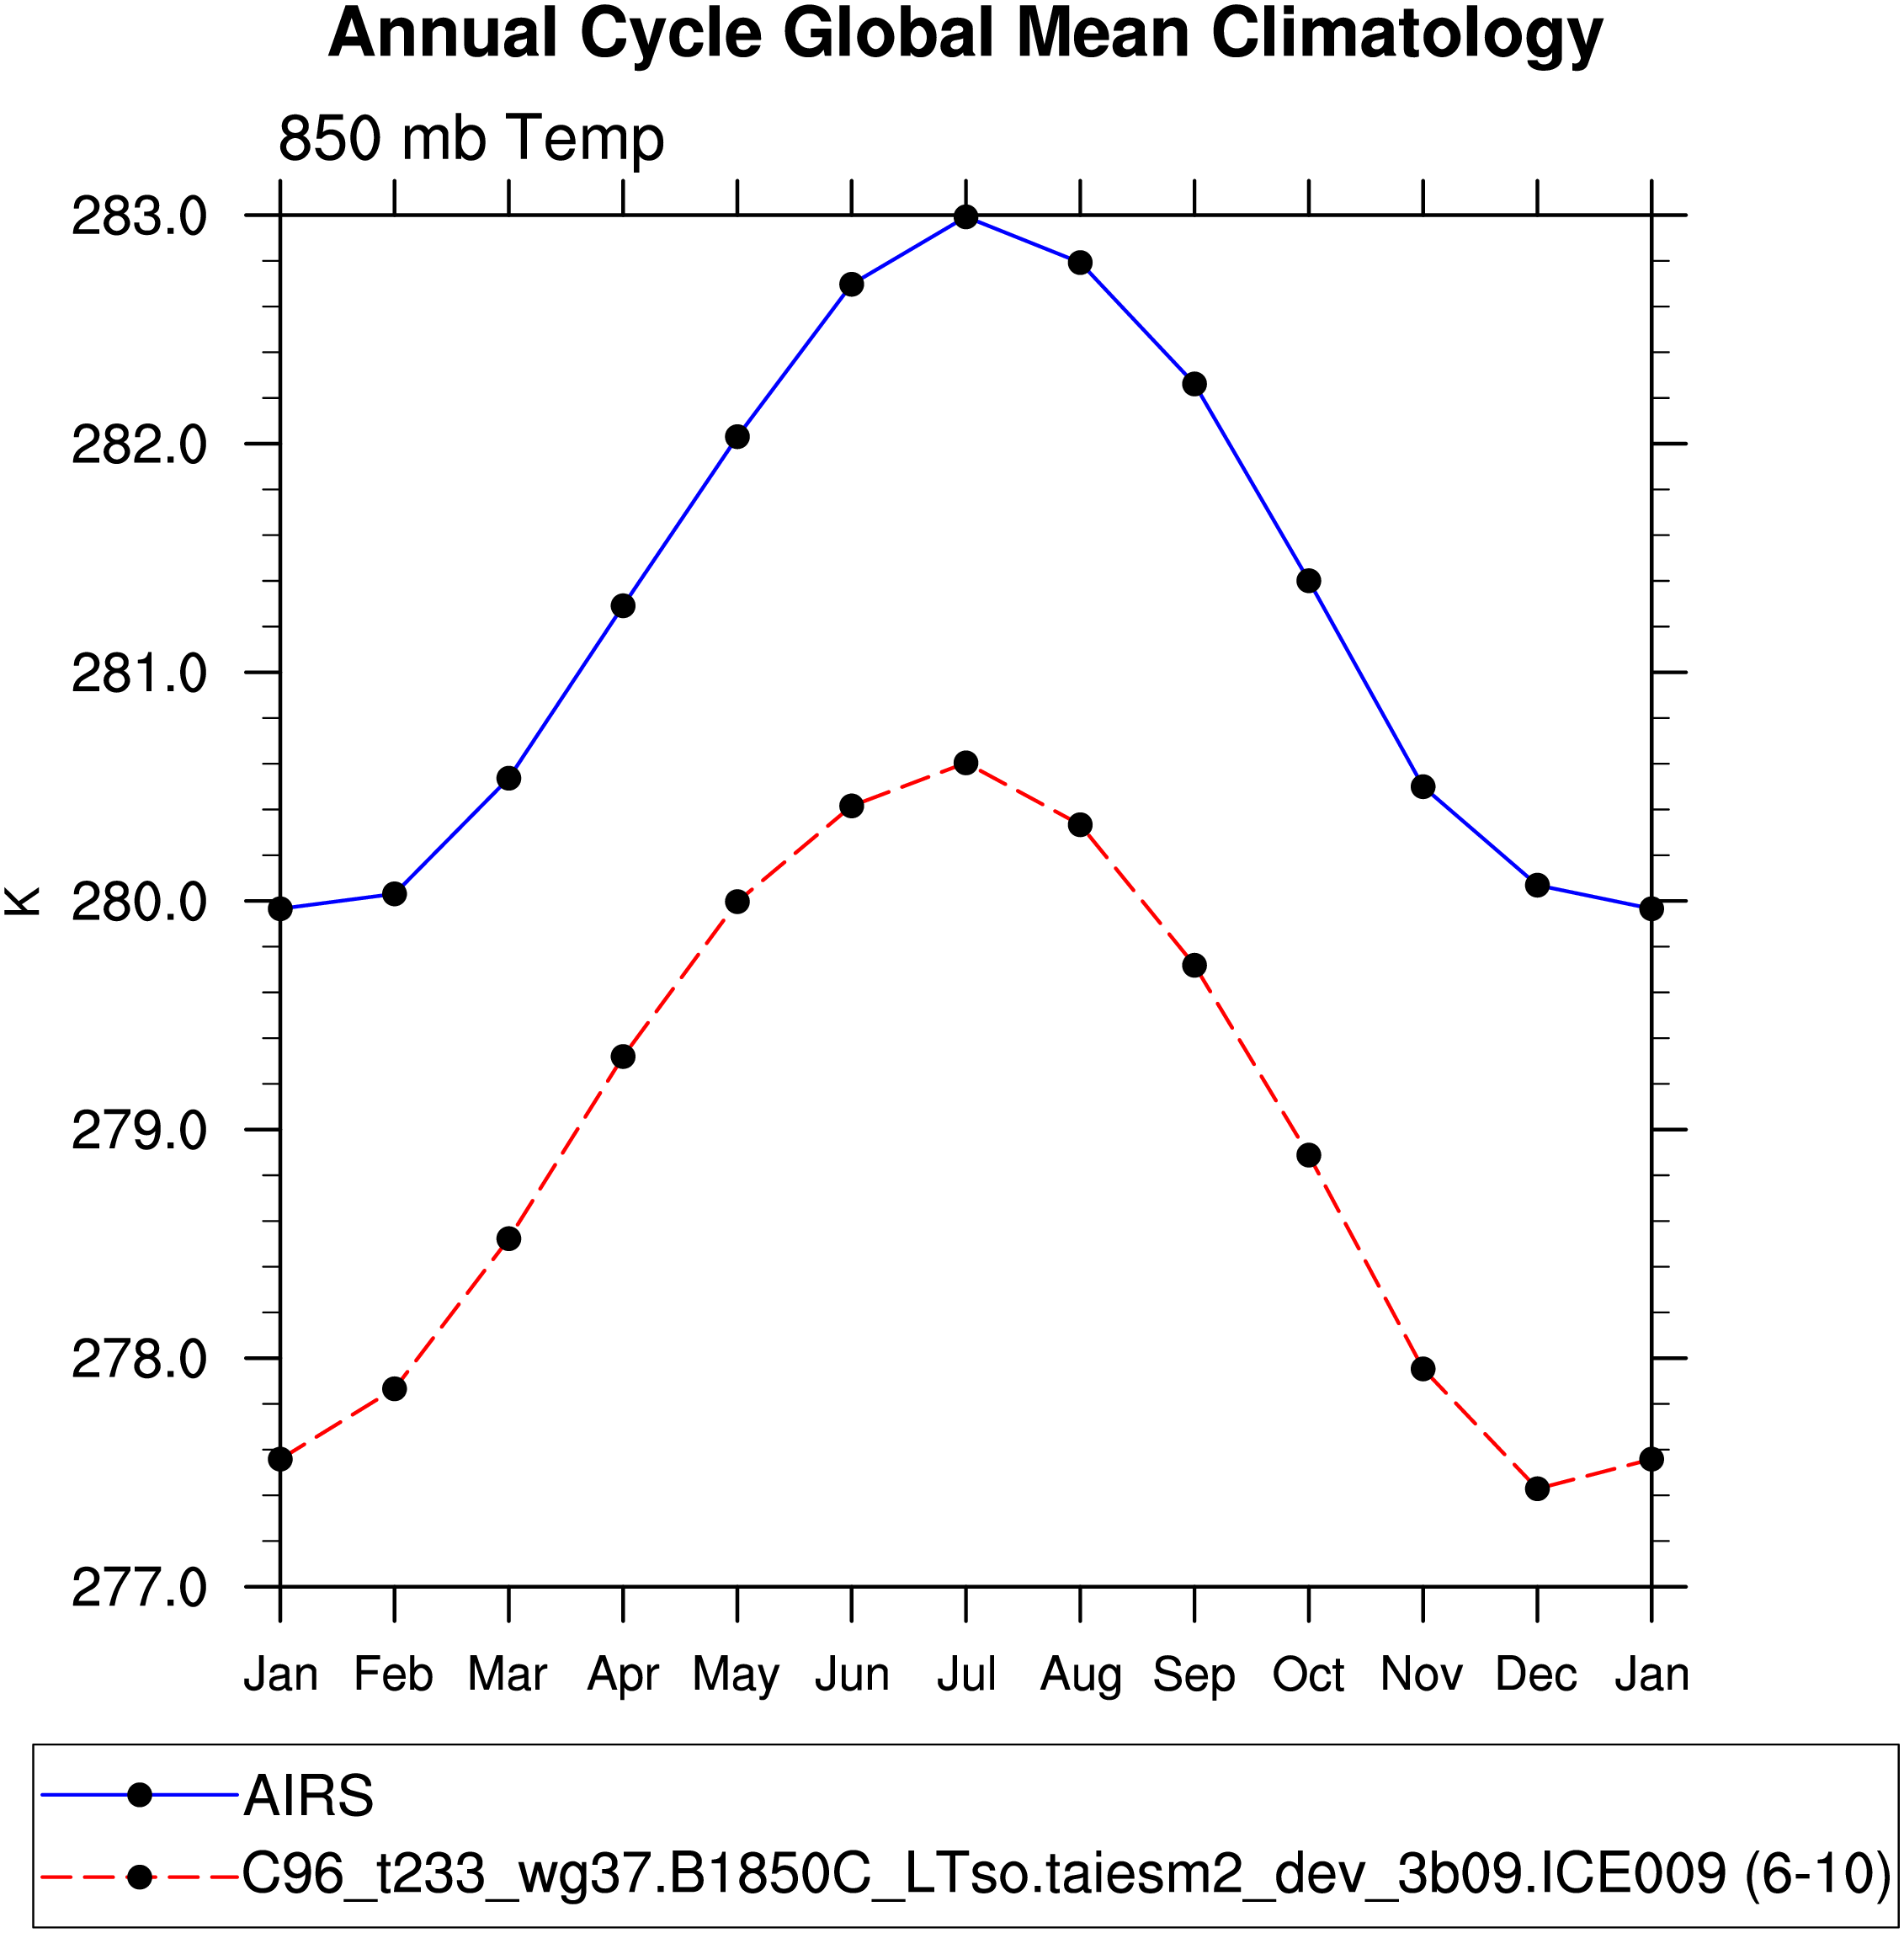 Annual Cycle Global Mean Climatology
850 mb Temp
283.0
282.0
281.0
280.0
279.0
278.0
277.0
K
Jan Feb Mar Apr May Jun Jul Aug Sep Oct Nov Dec Jan
AIRS
C96_t233_wg37.B1850C_LTso.taiesm2_dev_3b09.ICE009 (6-10)